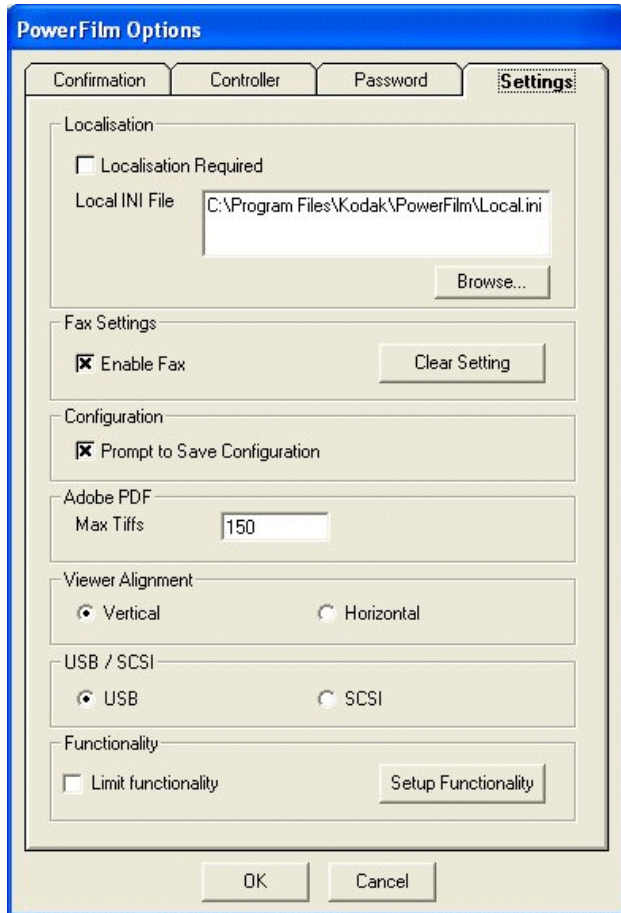 PowerFilm Options
Confirmation Controller Password Settings
Localisation
Localisation Required
Local INI File C:\Program Files\Kodak\PowerFilm\Local.ini
Browse...
Fax Settings
Enable Fax Clear Setting
Configuration
Prompt to Save Configuration
Adobe PDF
Max Tiffs 150
Viewer Alignment
Vertical Horizontal
USB / SCSI
USB SCSI
Functionality
Limit functionality Setup Functionality
OK Cancel